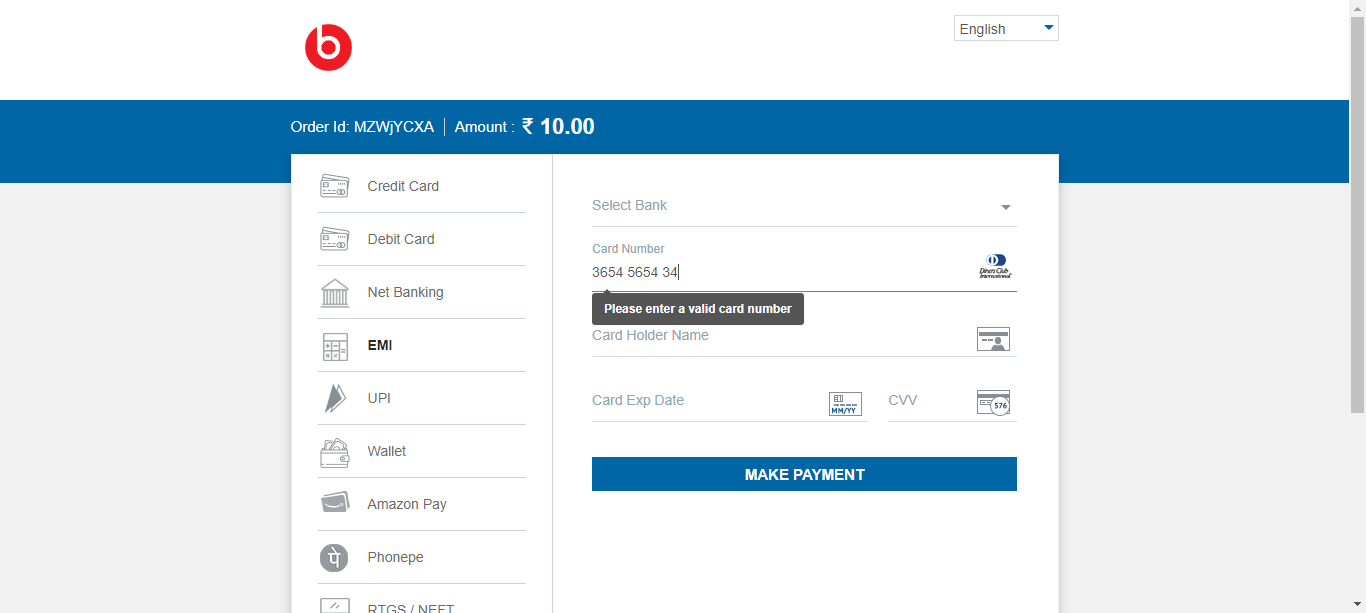 b
English
Order Id: MZWjYCXA | Amount : ₹ 10.00
Credit Card
Debit Card
Net Banking
EMI
UPI
Wallet
Amazon Pay
पे
Phonepe
RTGS / NEFT
Select Bank
Card Number
3654 5654 34
Diners Club
International
Please enter a valid card number
Card Holder Name
Card Exp Date
MM/YY
CVV
576
MAKE PAYMENT